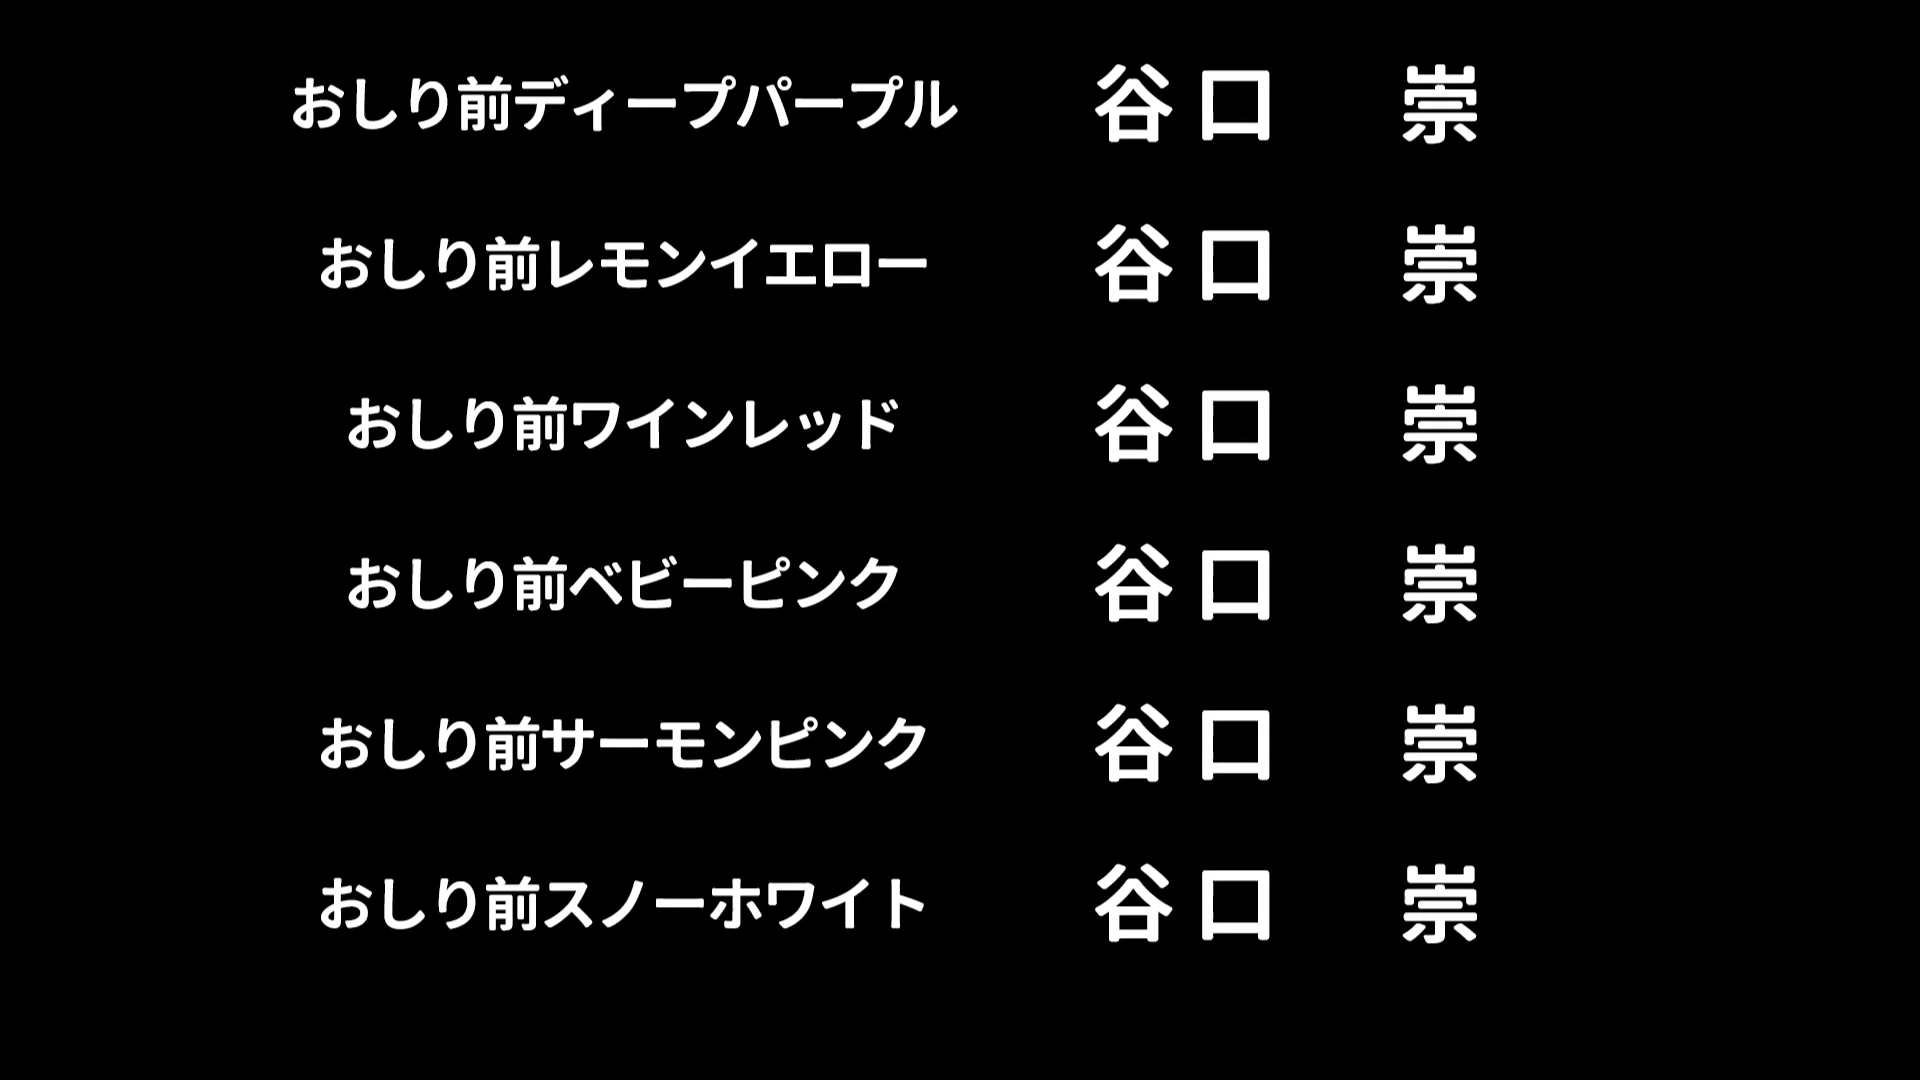 おしり前ディープパープル 谷口 崇
おしり前レモンイエロー 谷口 崇
おしり前ワインレッド 谷口 崇
おしり前ベビーピンク 谷口 崇
おしり前サーモンピンク 谷口 崇
おしり前スノーホワイト 谷口 崇